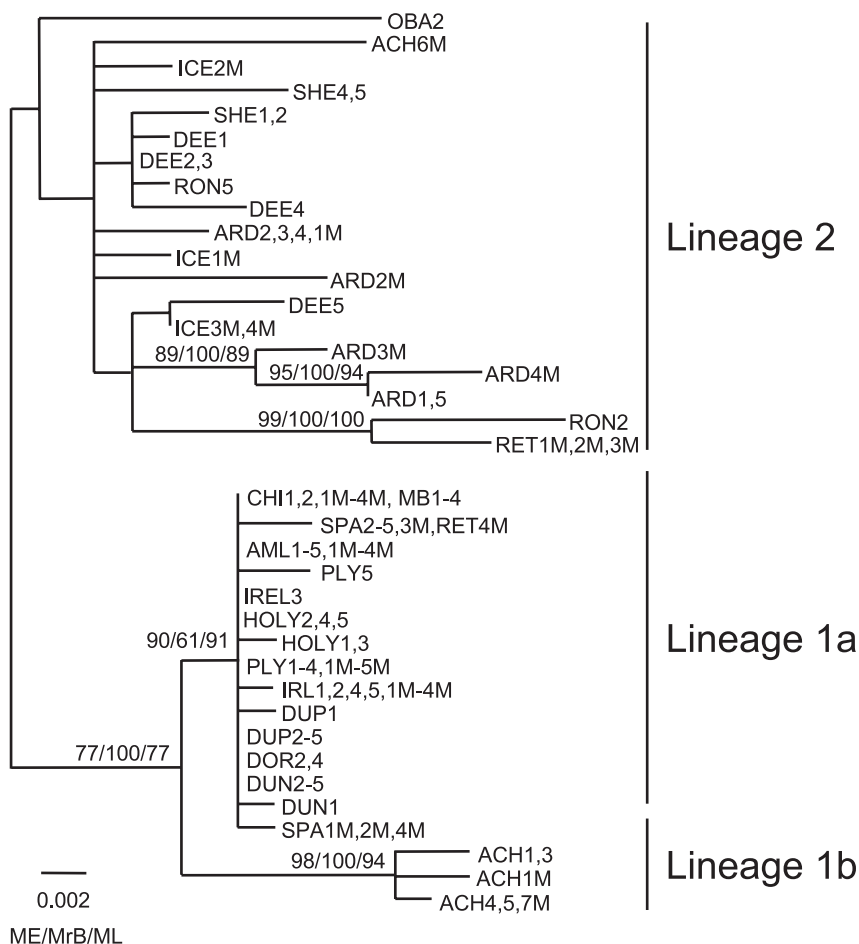 OBA2
ACH6M
ICE2M
SHE4,5
SHE1,2
DEE1
DEE2,3
RON5
DEE4
ARD2,3,4,1M
ICE1M
ARD2M
DEE5
ICE3M,4M
89/100/89
ARD3M
95/100/94
ARD4M
ARD1,5
99/100/100
RON2
RET1M,2M,3M
Lineage 2
CHI1,2,1M-4M, MB1-4
SPA2-5,3M,RET4M
AML1-5,1M-4M
PLY5
IREL3
HOLY2,4,5
90/61/91
HOLY1,3
PLY1-4,1M-5M
IRL1,2,4,5,1M-4M
DUP1
DUP2-5
77/100/77
DOR2,4
DUN2-5
DUN1
SPA1M,2M,4M
Lineage 1a
98/100/94
ACH1,3
ACH1M
ACH4,5,7M
Lineage 1b
0.002
ME/MrB/ML